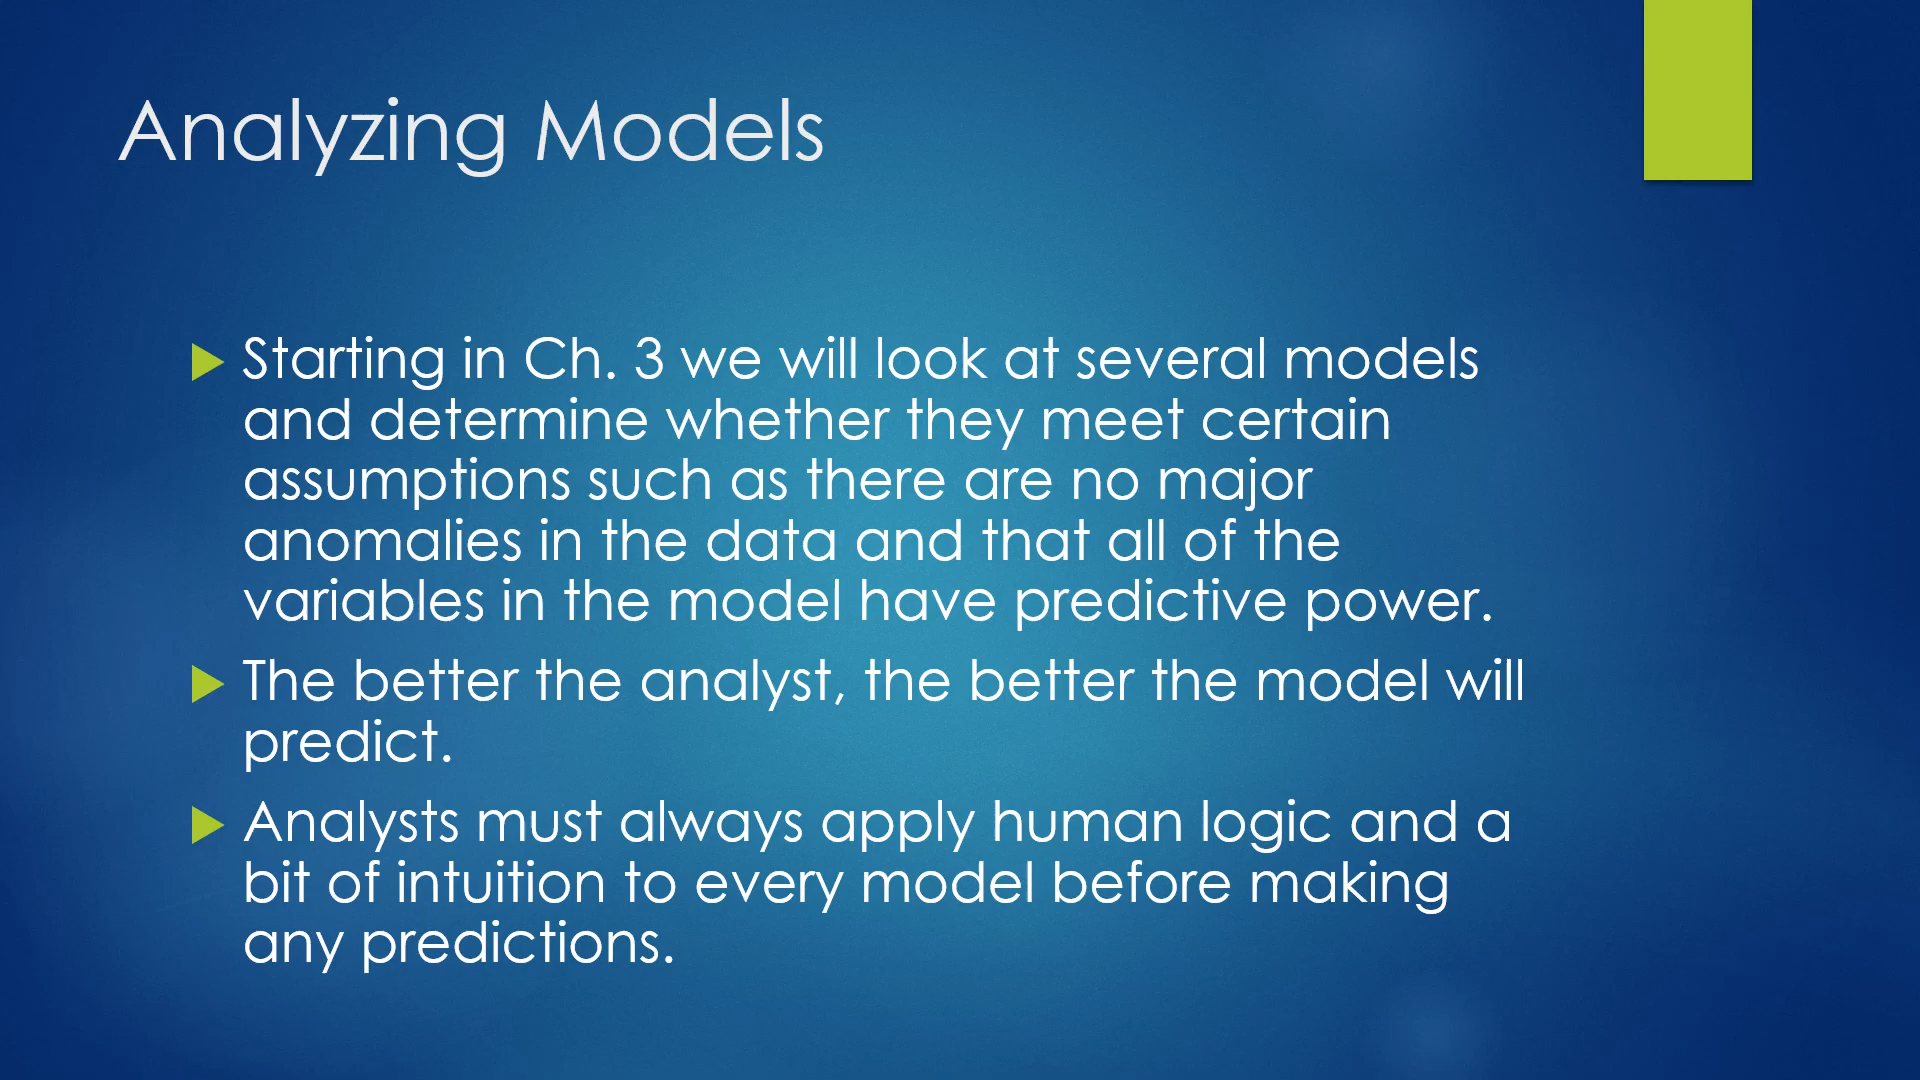 Analyzing Models
Starting in Ch. 3 we will look at several models
and determine whether they meet certain
assumptions such as there are no major
anomalies in the data and that all of the
variables in the model have predictive power.
The better the analyst, the better the model will
predict.
Analysts must always apply human logic and a
bit of intuition to every model before making
any predictions.